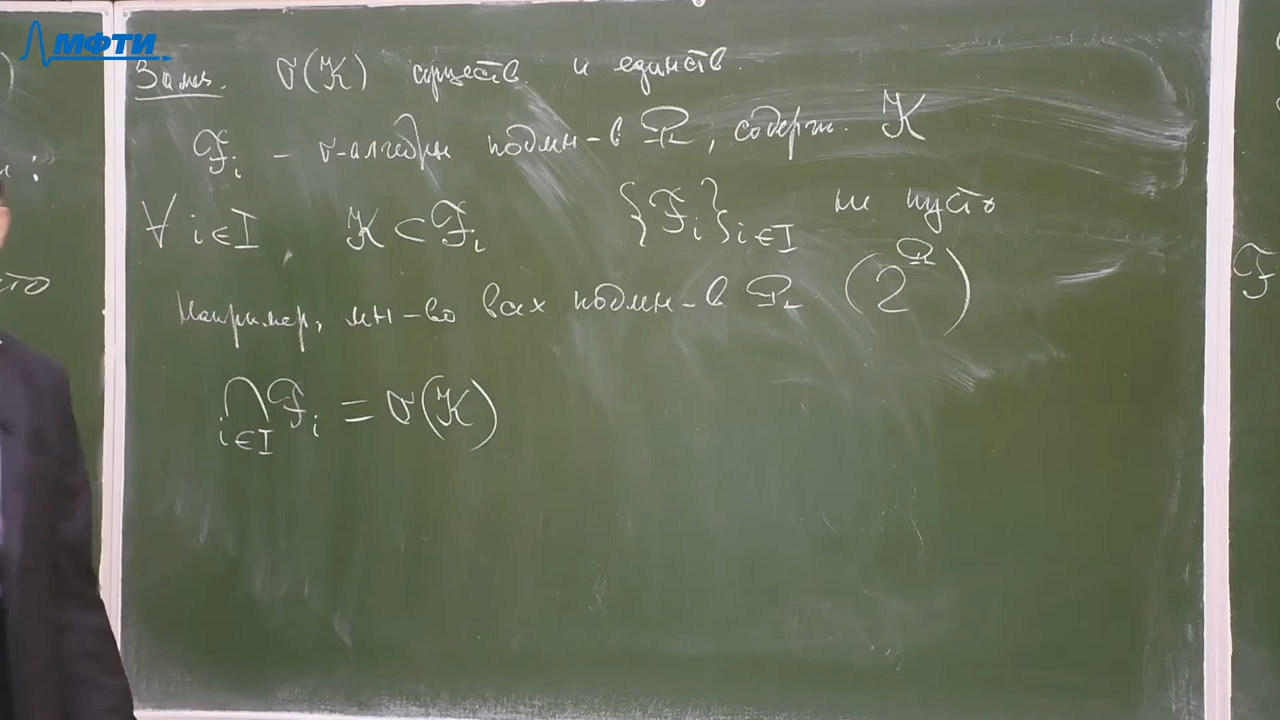 МФТИ
Замеч. σ(𝒦) существ. и единств.
ℱᵢ – σ-алгебры подмн-в Ω, содерж. 𝒦
∀ i∈I 𝒦 ⊂ ℱᵢ {ℱᵢ}_{i∈I} не пусто
Например, мн-во всех подмн-в Ω (2^Ω)
⋂_{i∈I} ℱᵢ = σ(𝒦)
ℱ